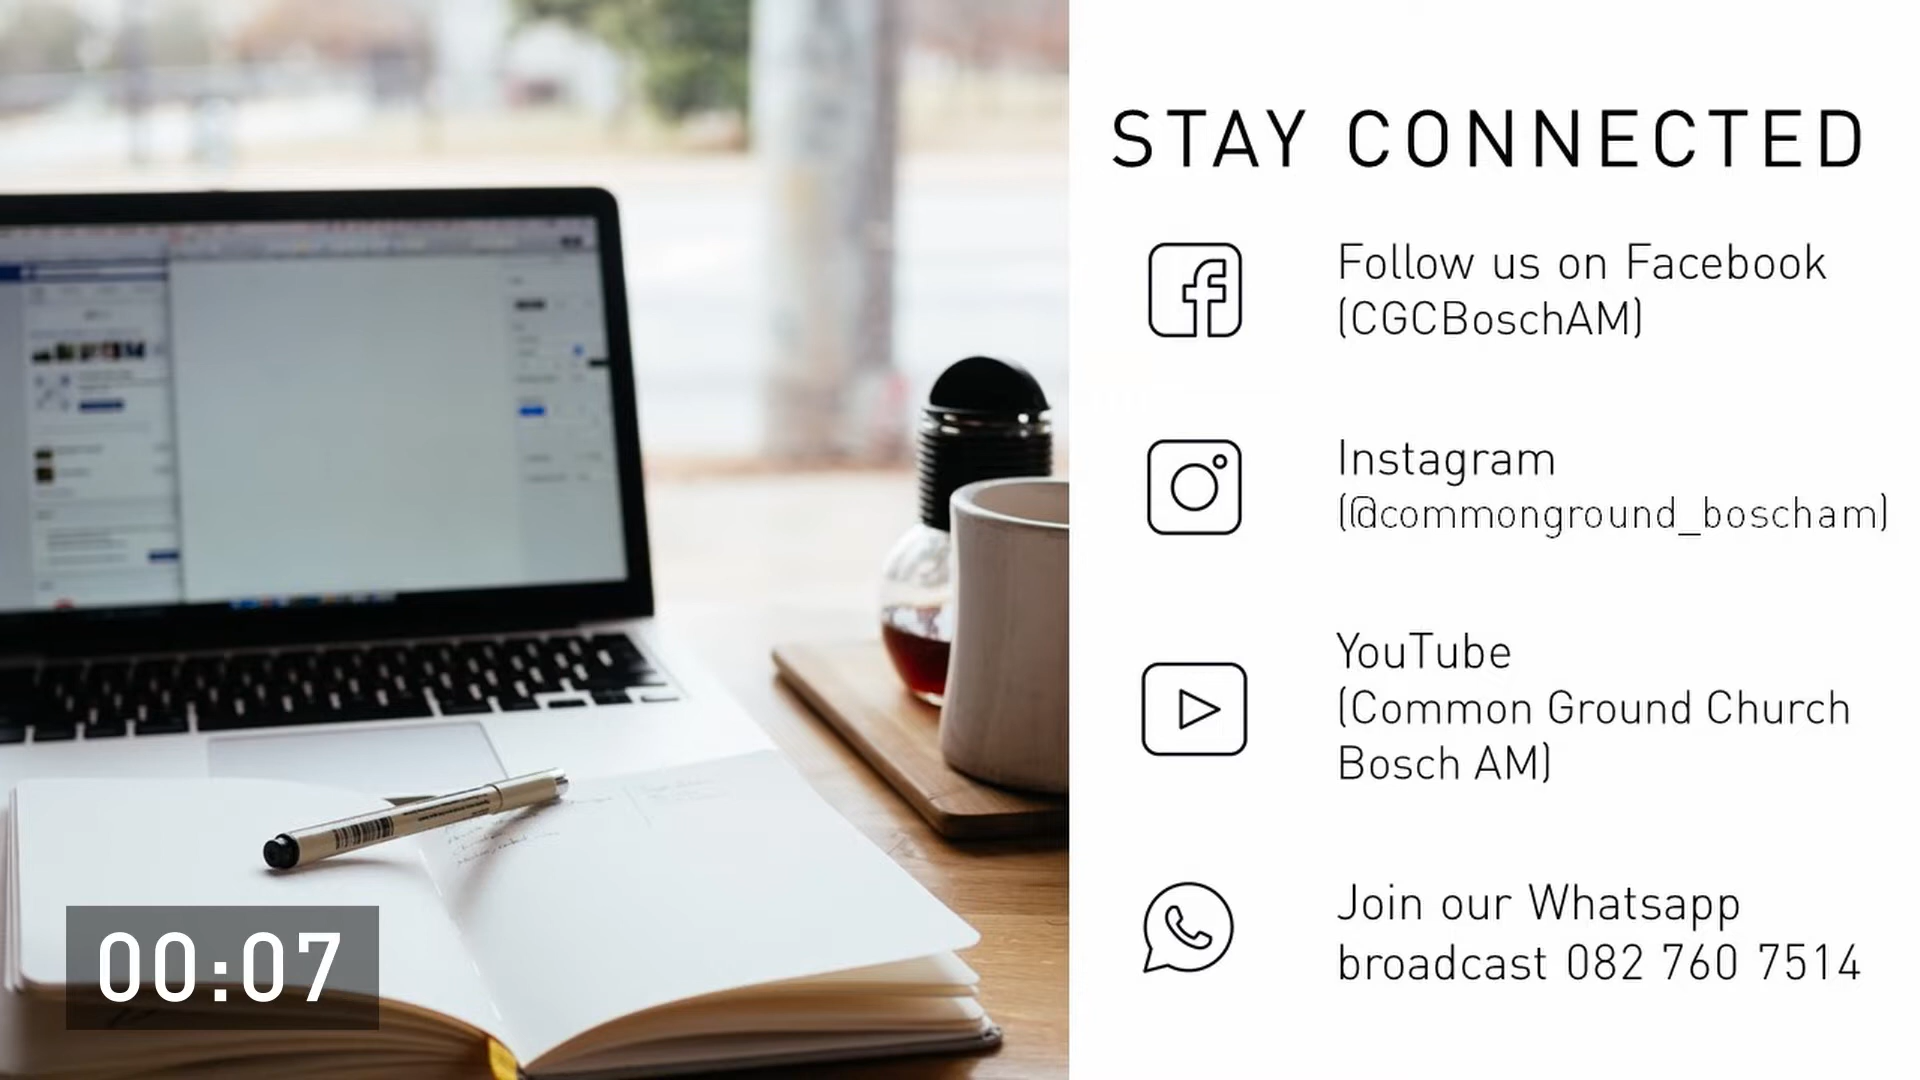 STAY CONNECTED
Follow us on Facebook
(CGCBoschAM)
Instagram
(@commonground_boscham)
YouTube
(Common Ground Church
Bosch AM)
Join our Whatsapp
broadcast 082 760 7514
00:07